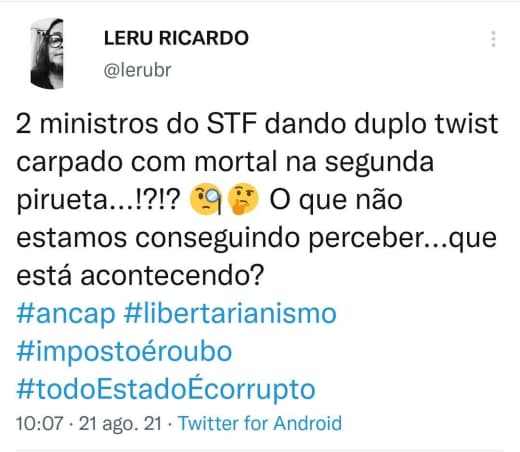 LERU RICARDO
@lerubr
2 ministros do STF dando duplo twist
carpado com mortal na segunda
pirueta...!?!? 🧐🤔 O que não
estamos conseguindo perceber...que
está acontecendo?
#ancap #libertarianismo
#impostoéroubo
#todoEstadoÉcorrupto
10:07 · 21 ago. 21 · Twitter for Android